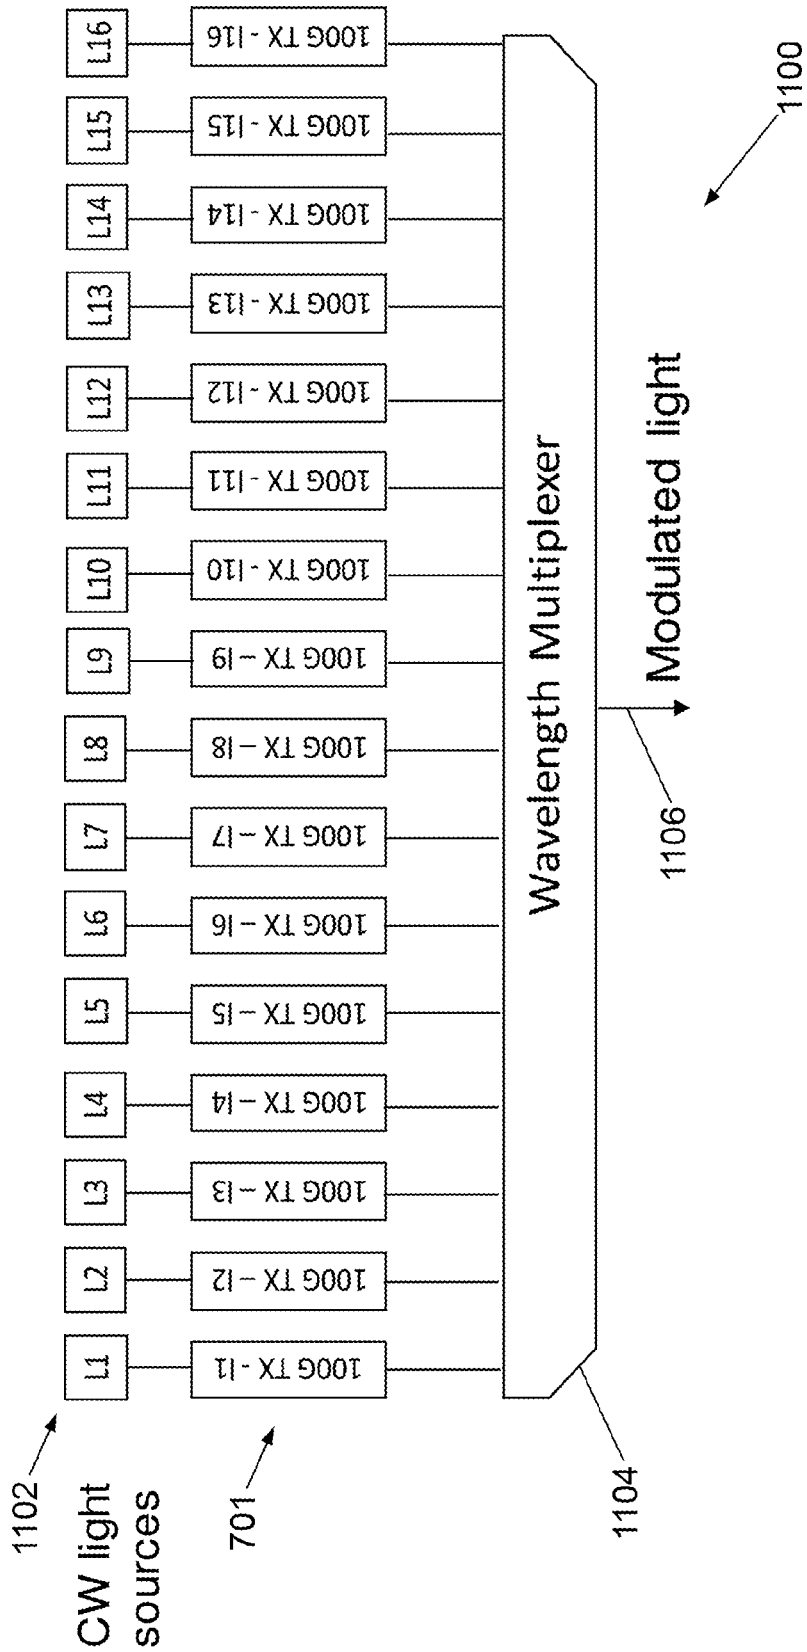 1102
CW light
sources
L1
L2
L3
L4
L5
L6
L7
L8
L9
L10
L11
L12
L13
L14
L15
L16
701
100G TX - I1
100G TX – I2
100G TX – I3
100G TX – I4
100G TX – I5
100G TX – I6
100G TX – I7
100G TX – I8
100G TX – I9
100G TX - I10
100G TX - I11
100G TX - I12
100G TX - I13
100G TX - I14
100G TX - I15
100G TX - I16
Wavelength Multiplexer
1104
1106
Modulated light
1100